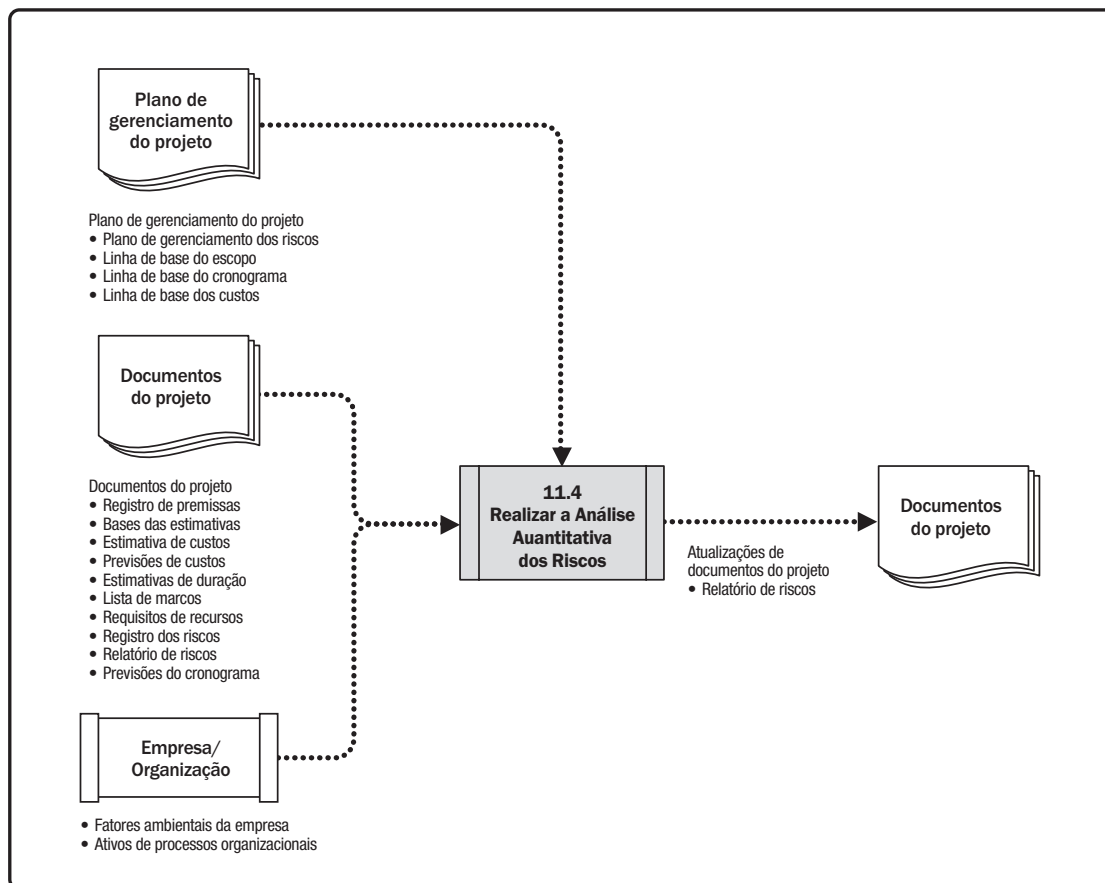 Plano de
gerenciamento
do projeto
Plano de gerenciamento do projeto
• Plano de gerenciamento dos riscos
• Linha de base do escopo
• Linha de base do cronograma
• Linha de base dos custos
Documentos
do projeto
Documentos do projeto
• Registro de premissas
• Bases das estimativas
• Estimativa de custos
• Previsões de custos
• Estimativas de duração
• Lista de marcos
• Requisitos de recursos
• Registro dos riscos
• Relatório de riscos
• Previsões do cronograma
Empresa/
Organização
• Fatores ambientais da empresa
• Ativos de processos organizacionais
11.4
Realizar a Análise
Auantitativa
dos Riscos
Atualizações de
documentos do projeto
• Relatório de riscos
Documentos
do projeto